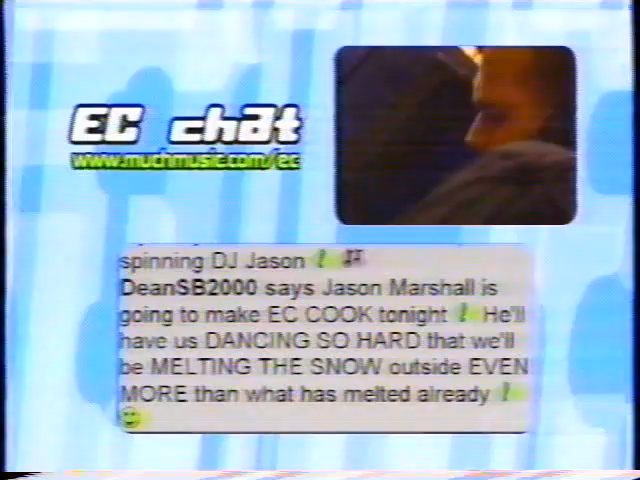 EC chat
www.muchmusic.com/ec
spinning DJ Jason
DeanSB2000 says Jason Marshall is
going to make EC COOK tonight ! He'll
have us DANCING SO HARD that we'll
be MELTING THE SNOW outside EVEN
MORE than what has melted already !